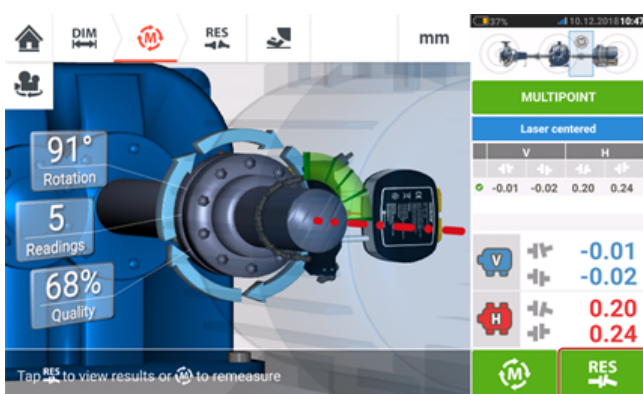 DIM
M
RES
mm
37%
10.12.2018 10:47
MULTIPOINT
Laser centered
V H
-0.01 -0.02 0.20 0.24
91°
Rotation
5
Readings
68%
Quality
V
-0.01
-0.02
H
0.20
0.24
Tap RES to view results or M to remeasure
M
RES